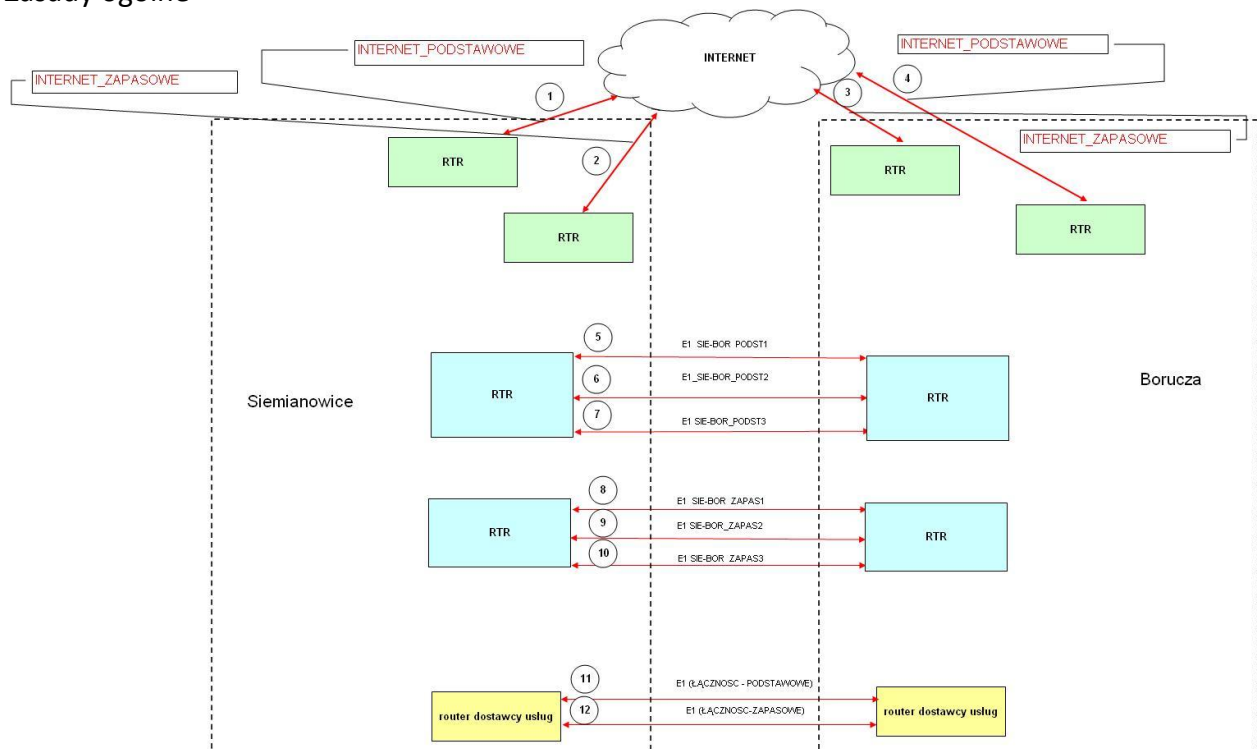 INTERNET_PODSTAWOWE
INTERNET_PODSTAWOWE
INTERNET
INTERNET_ZAPASOWE
4
1
3
INTERNET_ZAPASOWE
RTR
2
RTR
RTR
RTR
5
E1 SIE-BOR PODST1
6
E1_SIE-BOR_PODST2
Siemianowice
RTR
RTR
Borucza
7
E1 SIE-BOR_PODST3
8
E1 SIE-BOR ZAPAS1
9
E1 SIE-BOR_ZAPAS2
RTR
RTR
10
E1 SIE-BOR ZAPAS3
11
E1 (ŁĄCZNOSC - PODSTAWOWE)
12
E1 (ŁĄCZNOSC-ZAPASOWE)
router dostawcy usług
router dostawcy usług